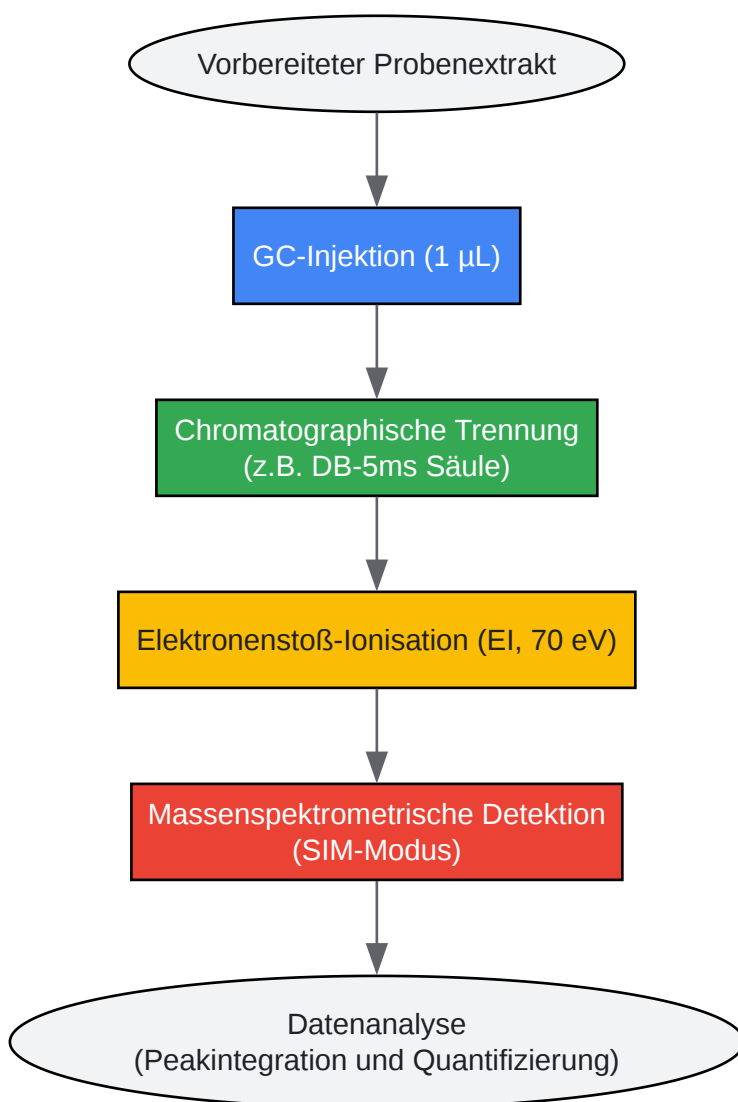 Vorbereiteter Probenextrakt
GC-Injektion (1 µL)
Chromatographische Trennung
(z.B. DB-5ms Säule)
Elektronenstoß-Ionisation (EI, 70 eV)
Massenspektrometrische Detektion
(SIM-Modus)
Datenanalyse
(Peakintegration und Quantifizierung)